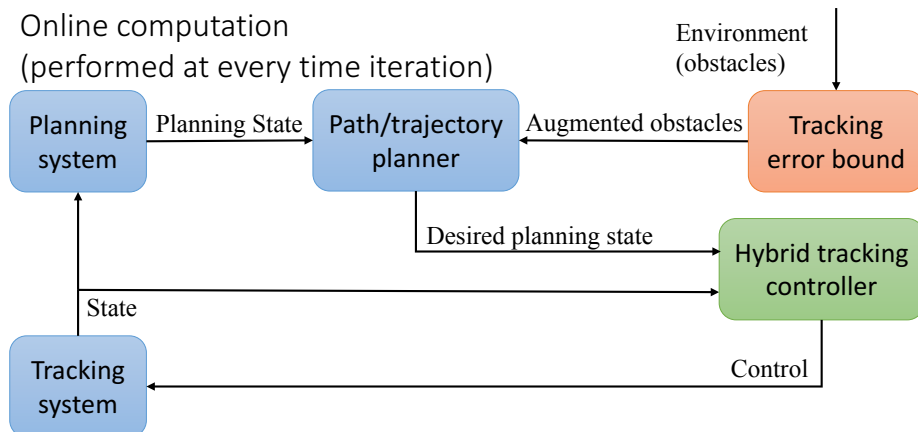 Online computation
(performed at every time iteration)
Environment
(obstacles)
Planning
system
Planning State
Path/trajectory
planner
Augmented obstacles
Tracking
error bound
Desired planning state
Hybrid tracking
controller
State
Tracking
system
Control